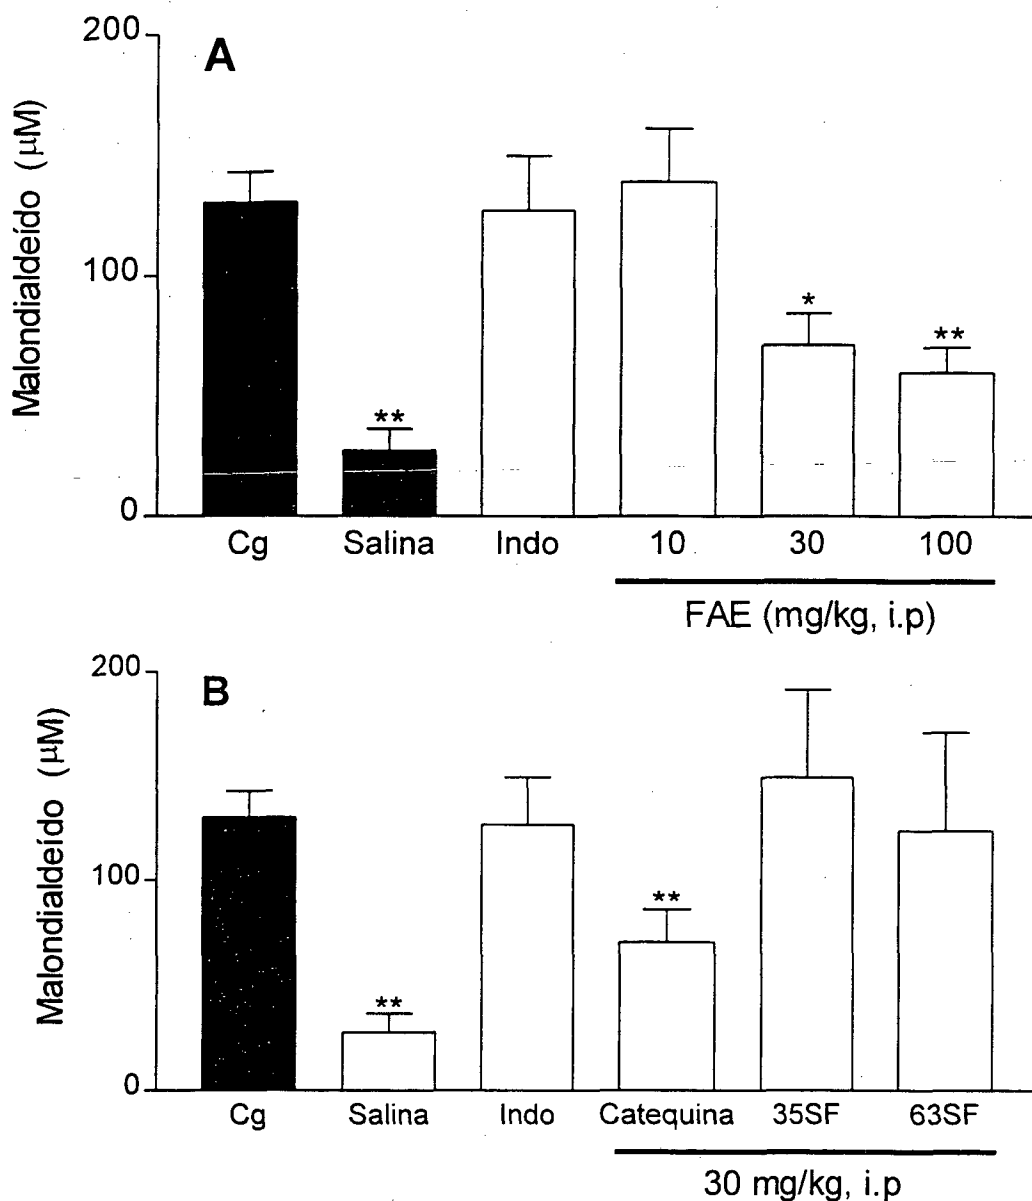 200
A
Malondialdeído (µM)
100
*
**
**
0
Cg Salina Indo 10 30 100
FAE (mg/kg, i.p)
200
B
Malondialdeído (µM)
100
**
**
0
Cg Salina Indo Catequina 35SF 63SF
30 mg/kg, i.p